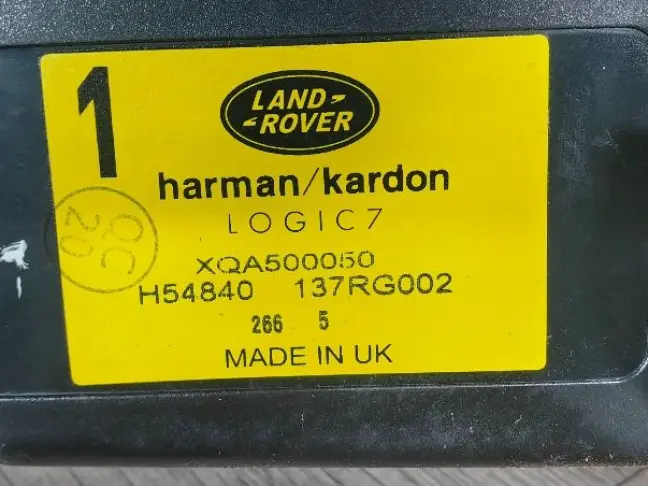 1
LAND
ROVER
harman/kardon
LOGIC7
QC
20
XQA500050
H54840 137RG002
266 5
MADE IN UK